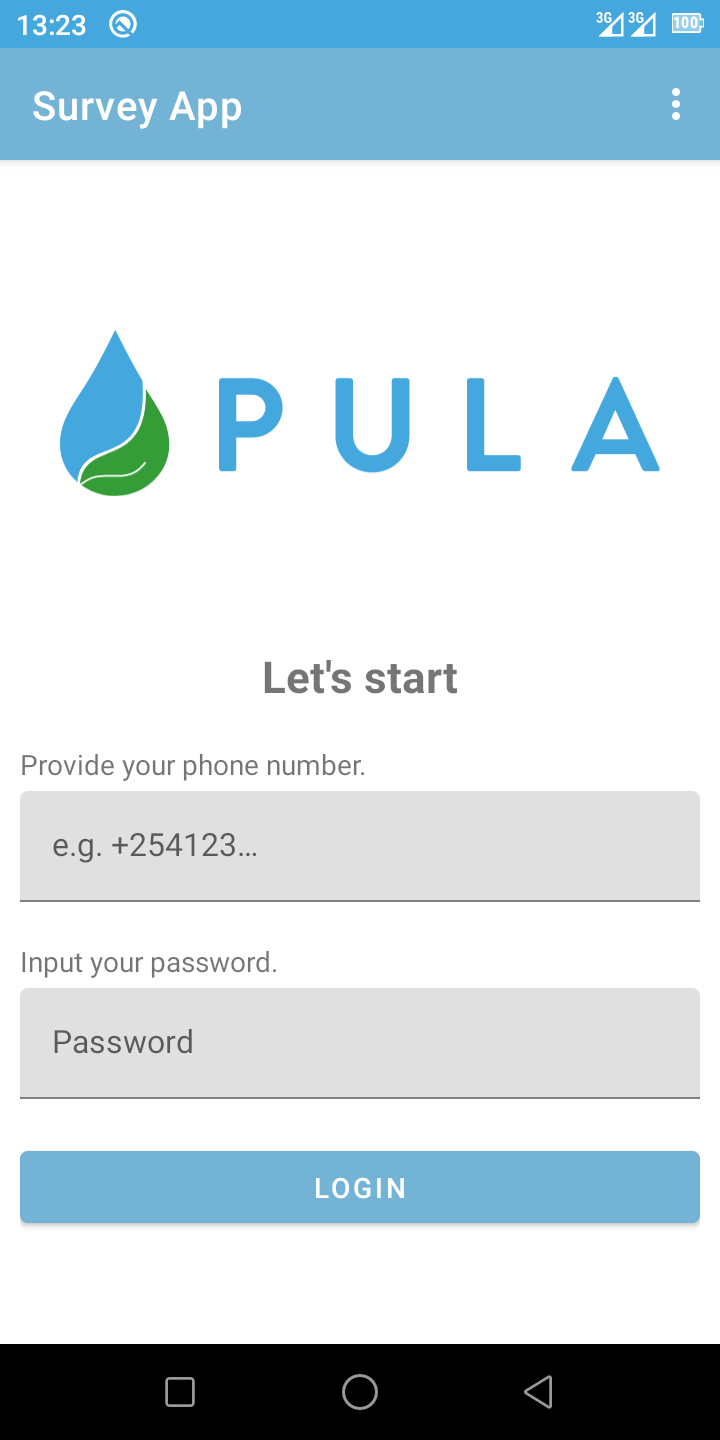 13:23
3G 3G 100
Survey App
PULA
Let's start
Provide your phone number.
e.g. +254123...
Input your password.
Password
LOGIN